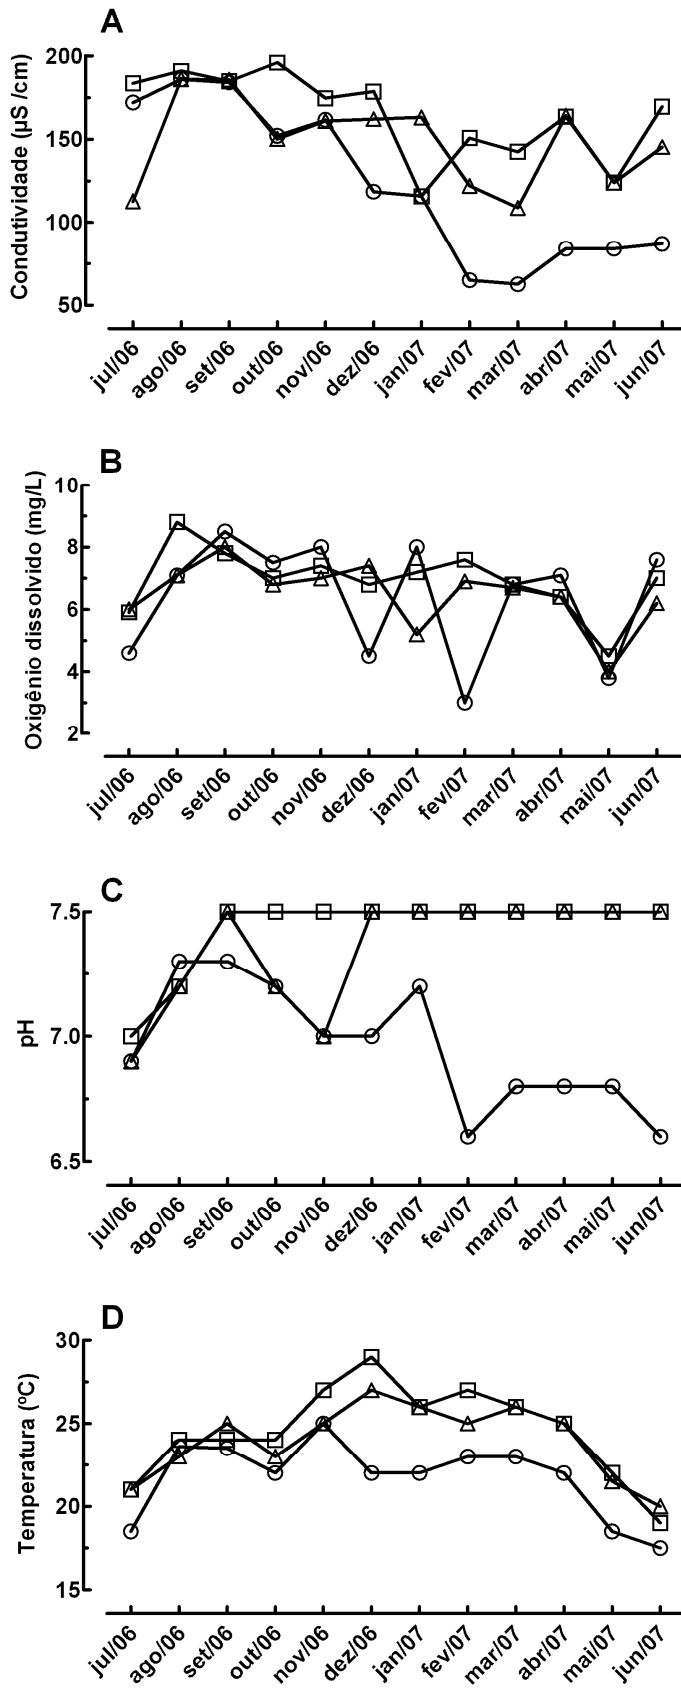 A
Condutividade (µS /cm)
200
150
100
50
jul/06 ago/06 set/06 out/06 nov/06 dez/06 jan/07 fev/07 mar/07 abr/07 mai/07 jun/07
B
Oxigênio dissolvido (mg/L)
10
8
6
4
2
jul/06 ago/06 set/06 out/06 nov/06 dez/06 jan/07 fev/07 mar/07 abr/07 mai/07 jun/07
C
pH
7.5
7.0
6.5
jul/06 ago/06 set/06 out/06 nov/06 dez/06 jan/07 fev/07 mar/07 abr/07 mai/07 jun/07
D
Temperatura (ºC)
30
25
20
15
jul/06 ago/06 set/06 out/06 nov/06 dez/06 jan/07 fev/07 mar/07 abr/07 mai/07 jun/07